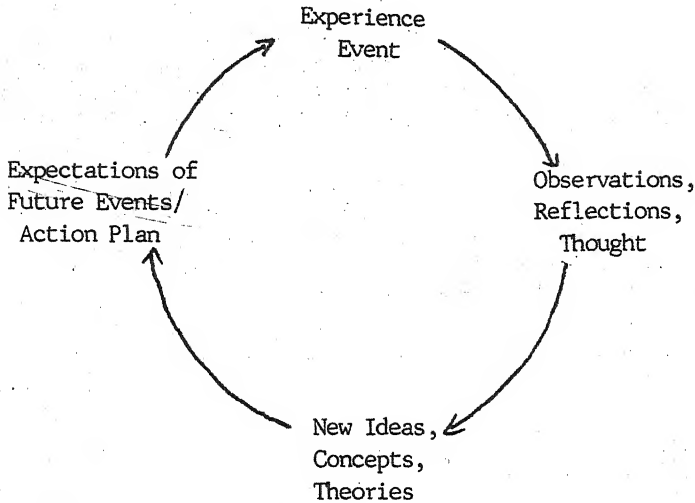 Experience
Event
Observations,
Reflections,
Thought
New Ideas,
Concepts,
Theories
Expectations of
Future Events/
Action Plan